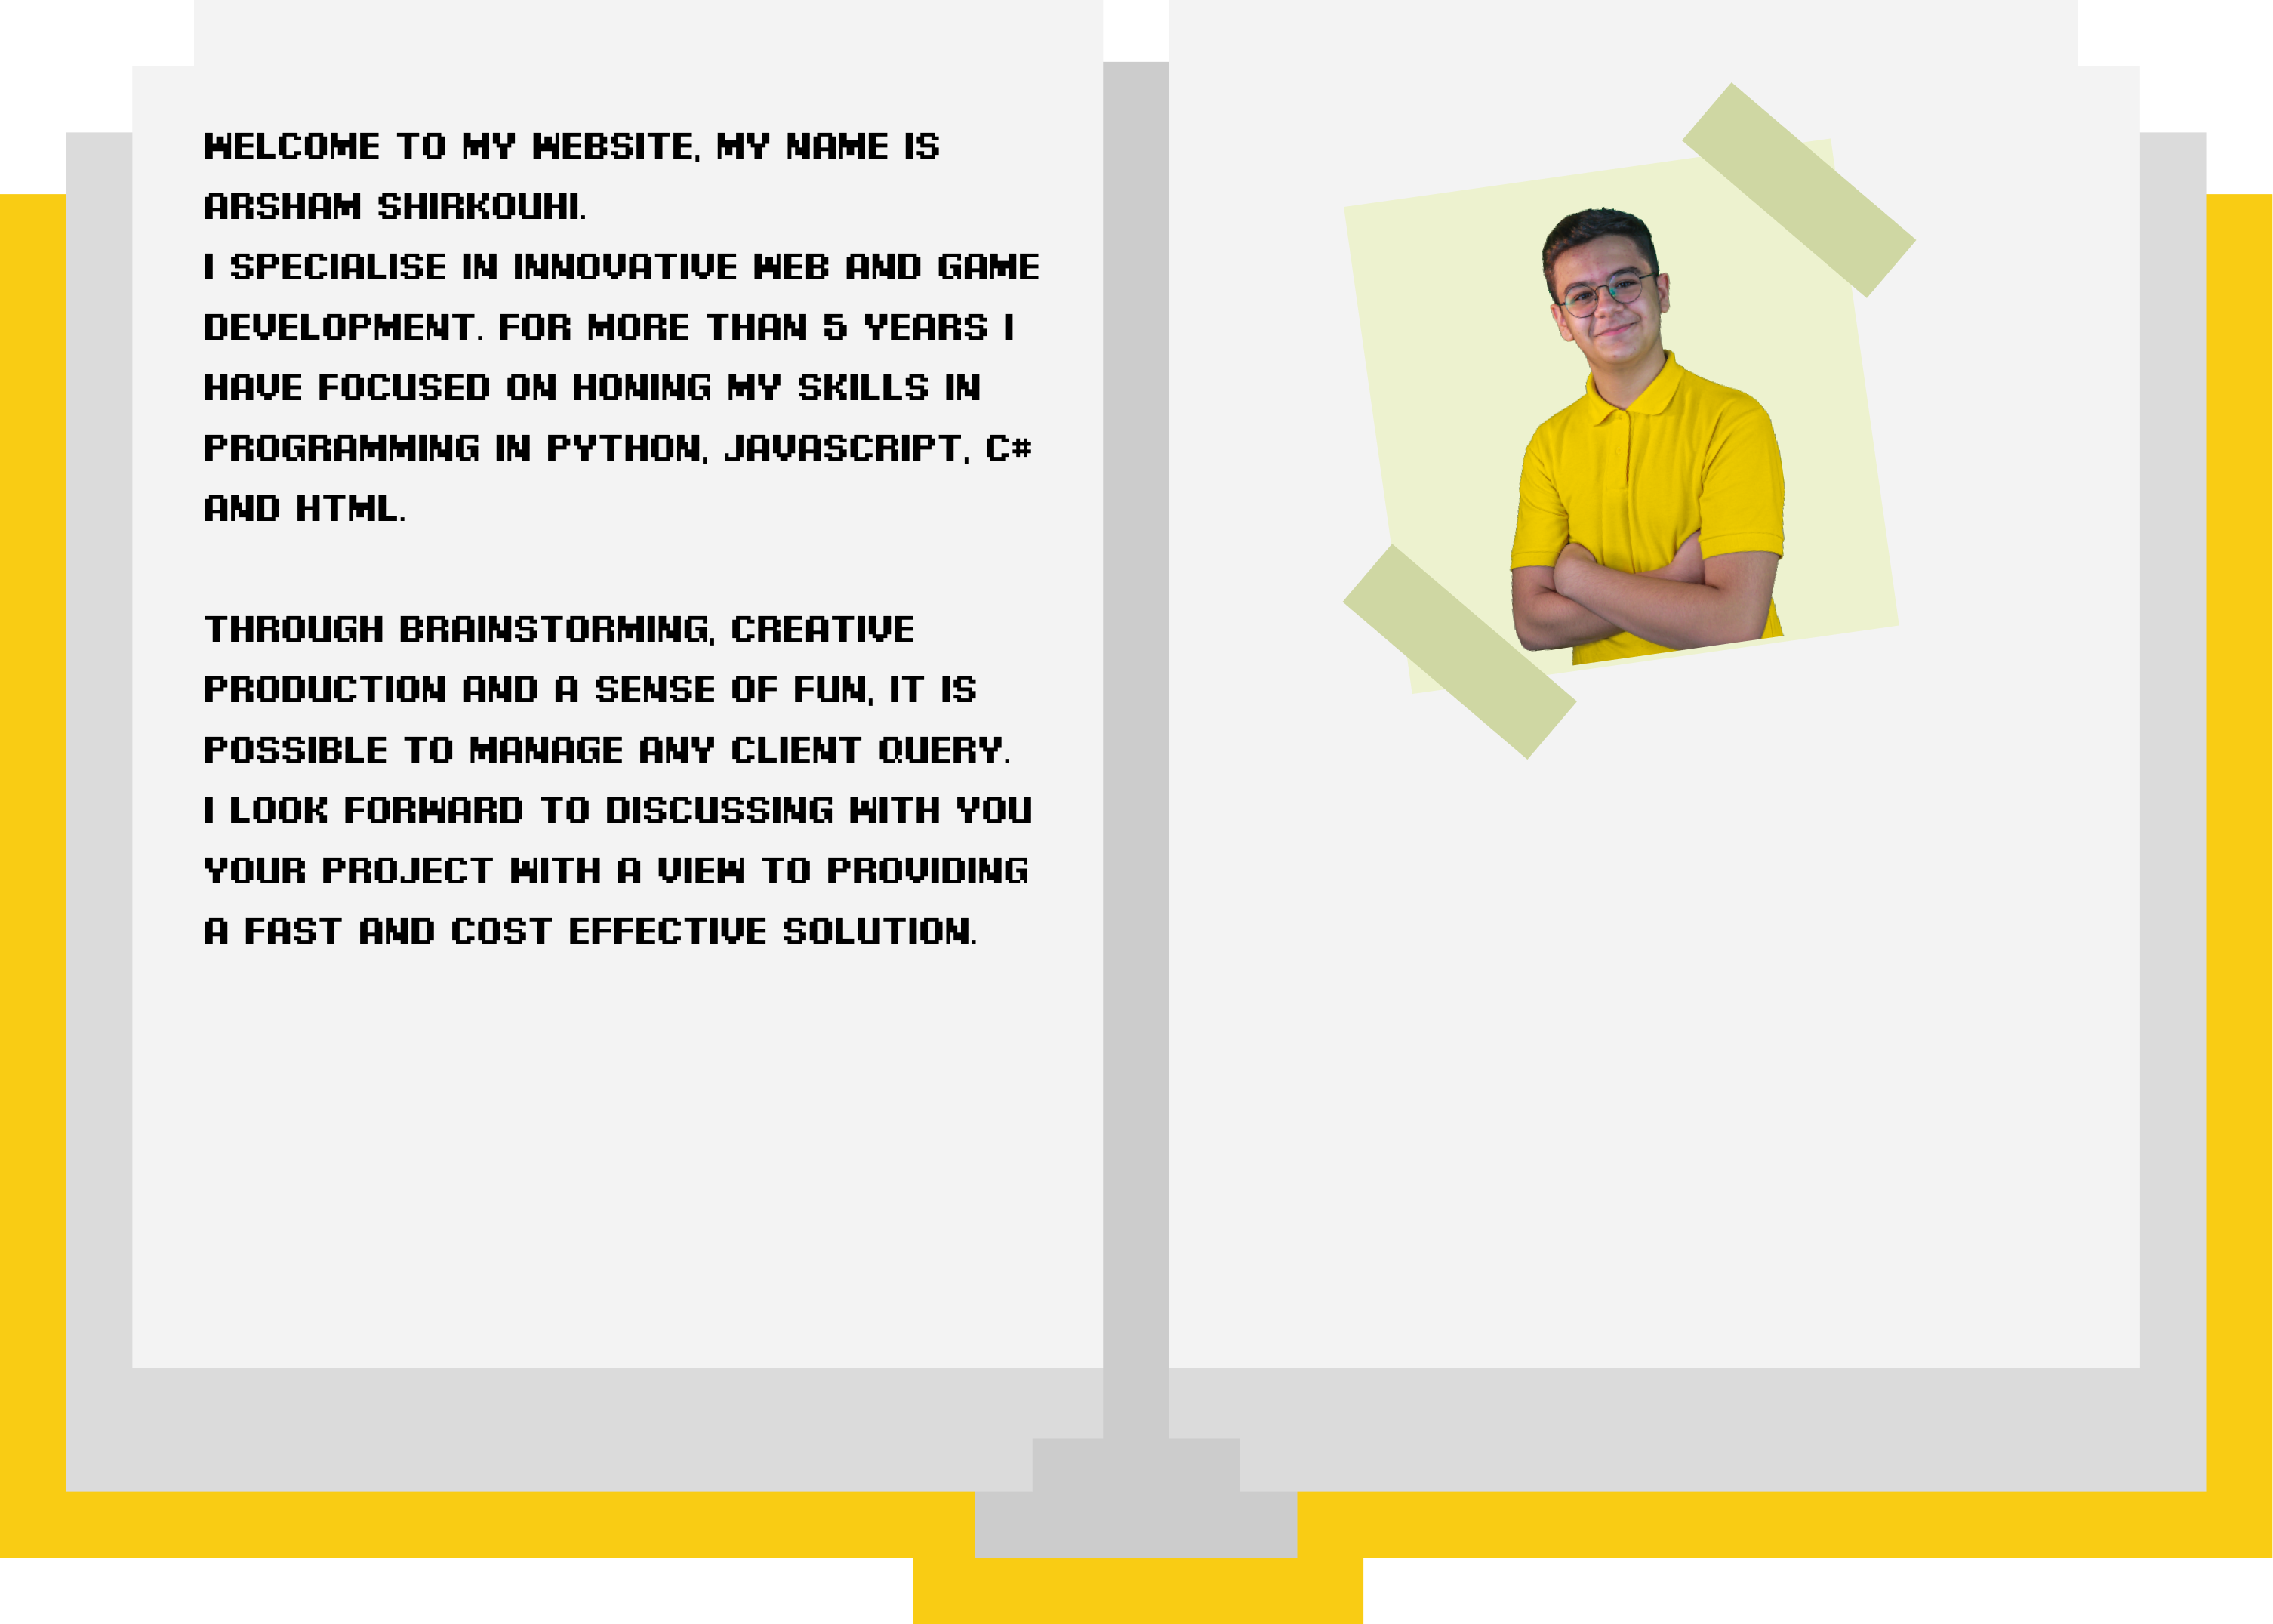 WELCOME TO MY WEBSITE, MY NAME IS
ARSHAM SHIRKOUHI.
I SPECIALISE IN INNOVATIVE WEB AND GAME
DEVELOPMENT. FOR MORE THAN 5 YEARS I
HAVE FOCUSED ON HONING MY SKILLS IN
PROGRAMMING IN PYTHON, JAVASCRIPT, C#
AND HTML.
THROUGH BRAINSTORMING, CREATIVE
PRODUCTION AND A SENSE OF FUN, IT IS
POSSIBLE TO MANAGE ANY CLIENT QUERY.
I LOOK FORWARD TO DISCUSSING WITH YOU
YOUR PROJECT WITH A VIEW TO PROVIDING
A FAST AND COST EFFECTIVE SOLUTION.